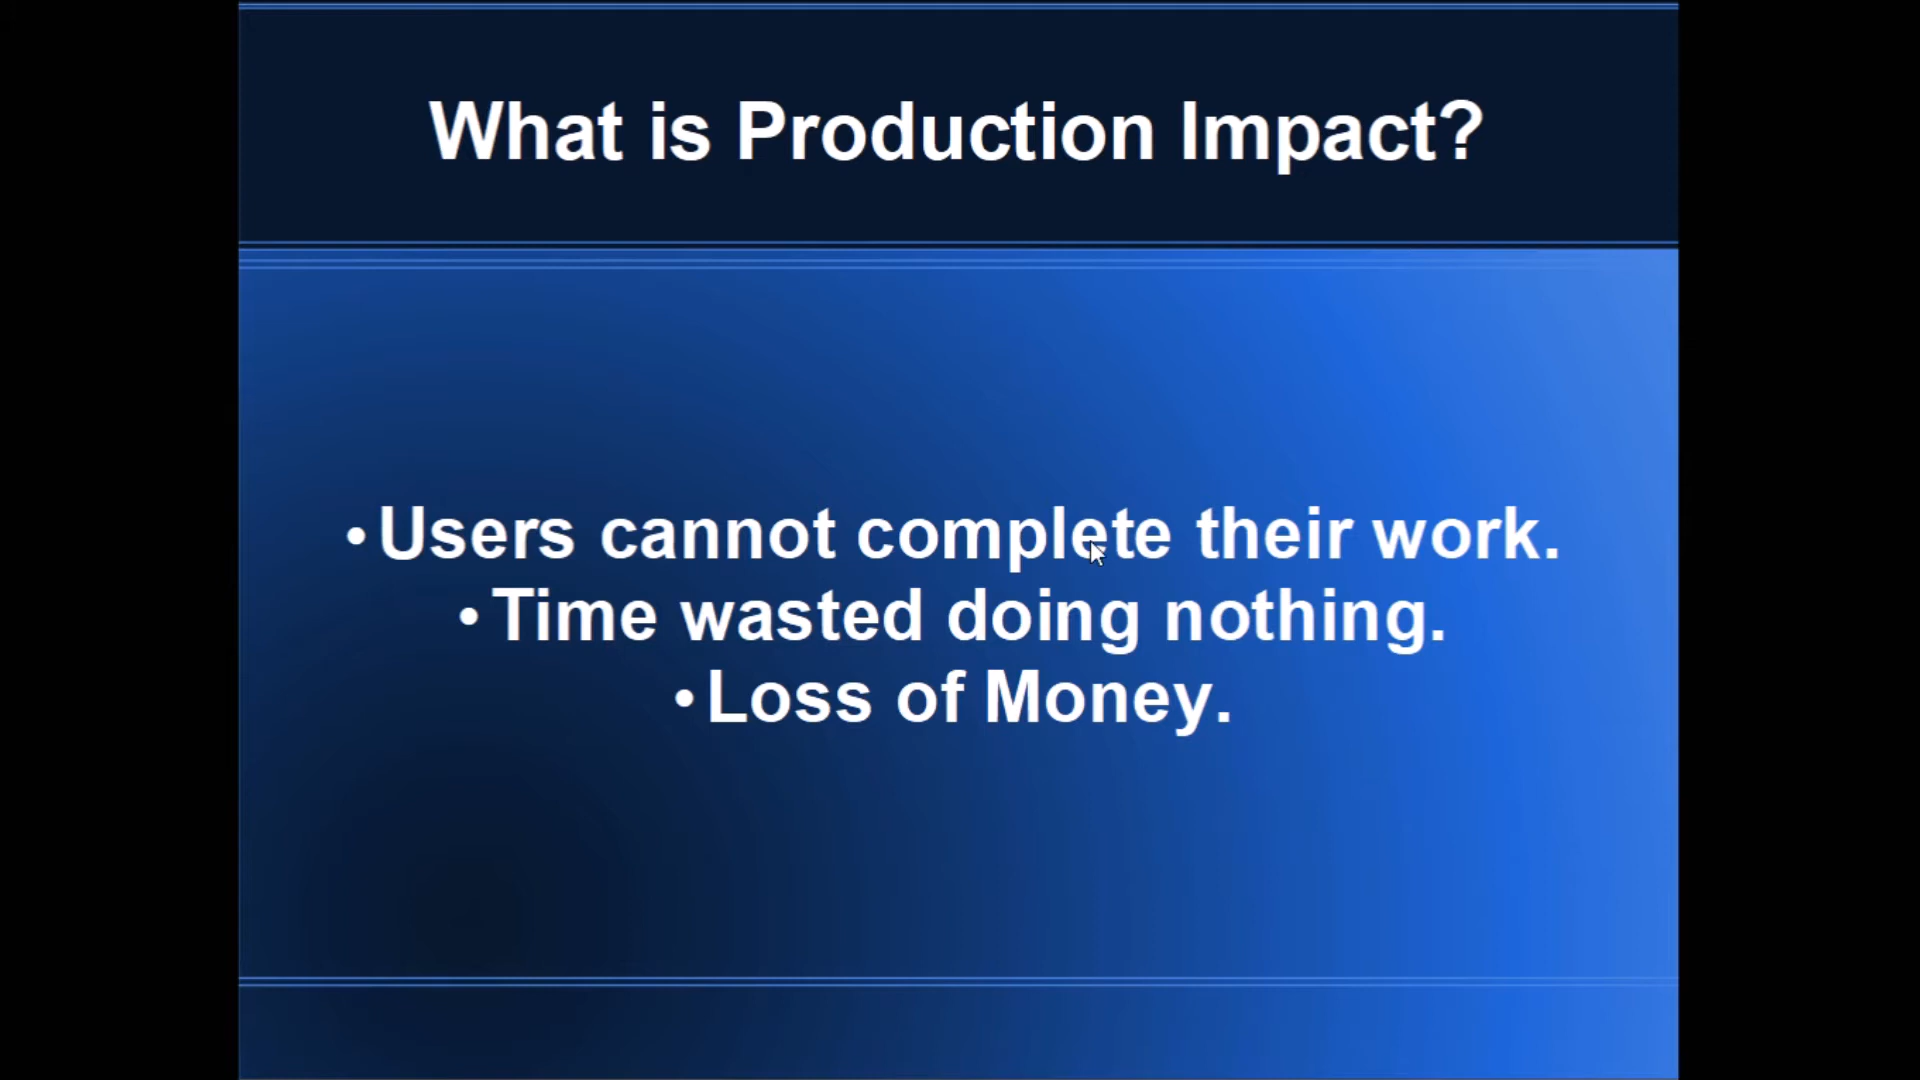 What is Production Impact?
•Users cannot complete their work.
•Time wasted doing nothing.
•Loss of Money.